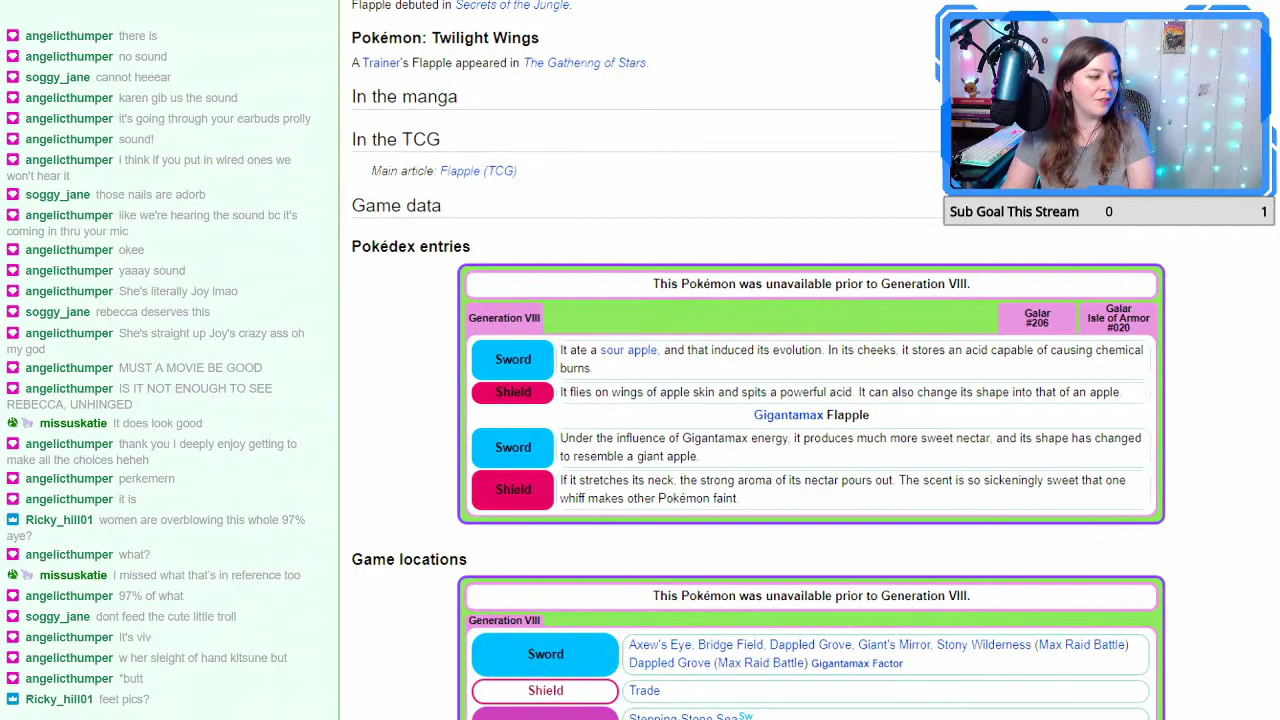 angelicthumper there is
angelicthumper no sound
soggy_jane cannot heeear
angelicthumper karen gib us the sound
angelicthumper it's going through your earbuds prolly
angelicthumper sound!
angelicthumper i think if you put in wired ones we
won't hear it
soggy_jane those nails are adorb
angelicthumper like we're hearing the sound bc it's
coming in thru your mic
angelicthumper okee
angelicthumper yaaay sound
angelicthumper She's literally Joy lmao
soggy_jane rebecca deserves this
angelicthumper She's straight up Joy's crazy ass oh
my god
angelicthumper MUST A MOVIE BE GOOD
angelicthumper IS IT NOT ENOUGH TO SEE
REBECCA, UNHINGED
missuskatie It does look good
angelicthumper thank you I deeply enjoy getting to
make all the choices heheh
angelicthumper perkemern
angelicthumper it is
Ricky_hill01 women are overblowing this whole 97%
aye?
angelicthumper what?
missuskatie I missed what that's in reference too
angelicthumper 97% of what
soggy_jane dont feed the cute little troll
angelicthumper It's viv
angelicthumper w her sleight of hand kitsune but
angelicthumper *butt
Ricky_hill01 feet pics?
Flapple debuted in Secrets of the Jungle.
Pokémon: Twilight Wings
A Trainer's Flapple appeared in The Gathering of Stars.
In the manga
In the TCG
Main article: Flapple (TCG)
Game data
Pokédex entries
This Pokémon was unavailable prior to Generation VIII.
Generation VIII
Galar
#206
Galar
Isle of Armor
#020
Sword
It ate a sour apple, and that induced its evolution. In its cheeks, it stores an acid capable of causing chemical
burns.
Shield
It flies on wings of apple skin and spits a powerful acid. It can also change its shape into that of an apple.
Gigantamax Flapple
Sword
Under the influence of Gigantamax energy, it produces much more sweet nectar, and its shape has changed
to resemble a giant apple.
Shield
If it stretches its neck, the strong aroma of its nectar pours out. The scent is so sickeningly sweet that one
whiff makes other Pokémon faint.
Game locations
This Pokémon was unavailable prior to Generation VIII.
Generation VIII
Sword
Axew's Eye, Bridge Field, Dappled Grove, Giant's Mirror, Stony Wilderness (Max Raid Battle)
Dappled Grove (Max Raid Battle) Gigantamax Factor
Shield
Trade
Stepping-Stone Sea Sw
Sub Goal This Stream 0 1